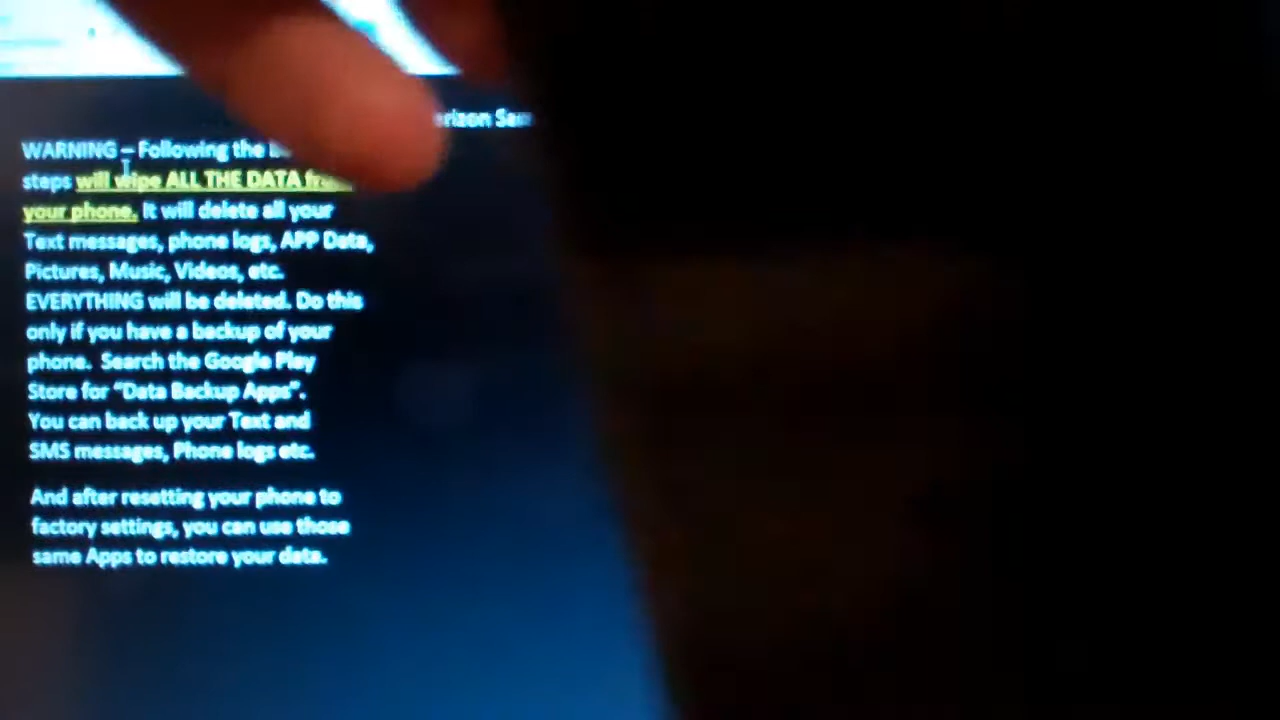 WARNING – Following the
steps will wipe ALL THE DATA
your phone. It will delete all your
Text messages, phone logs, APP Data,
Pictures, Music, Videos, etc.
EVERYTHING will be deleted. Do this
only if you have a backup of your
phone. Search the Google Play
Store for “Data Backup Apps”.
You can back up your Text and
SMS messages, Phone logs etc.
And after resetting your phone to
factory settings, you can use those
same Apps to restore your data.